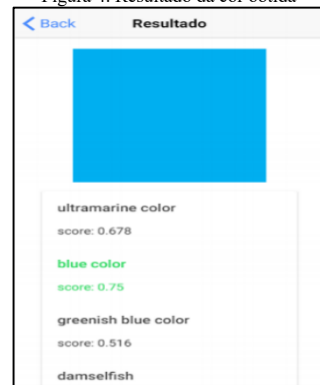 Figura 4. Resultado da cor obtida
Back
Resultado
ultramarine color
score: 0.678
blue color
score: 0.75
greenish blue color
score: 0.516
damselfish